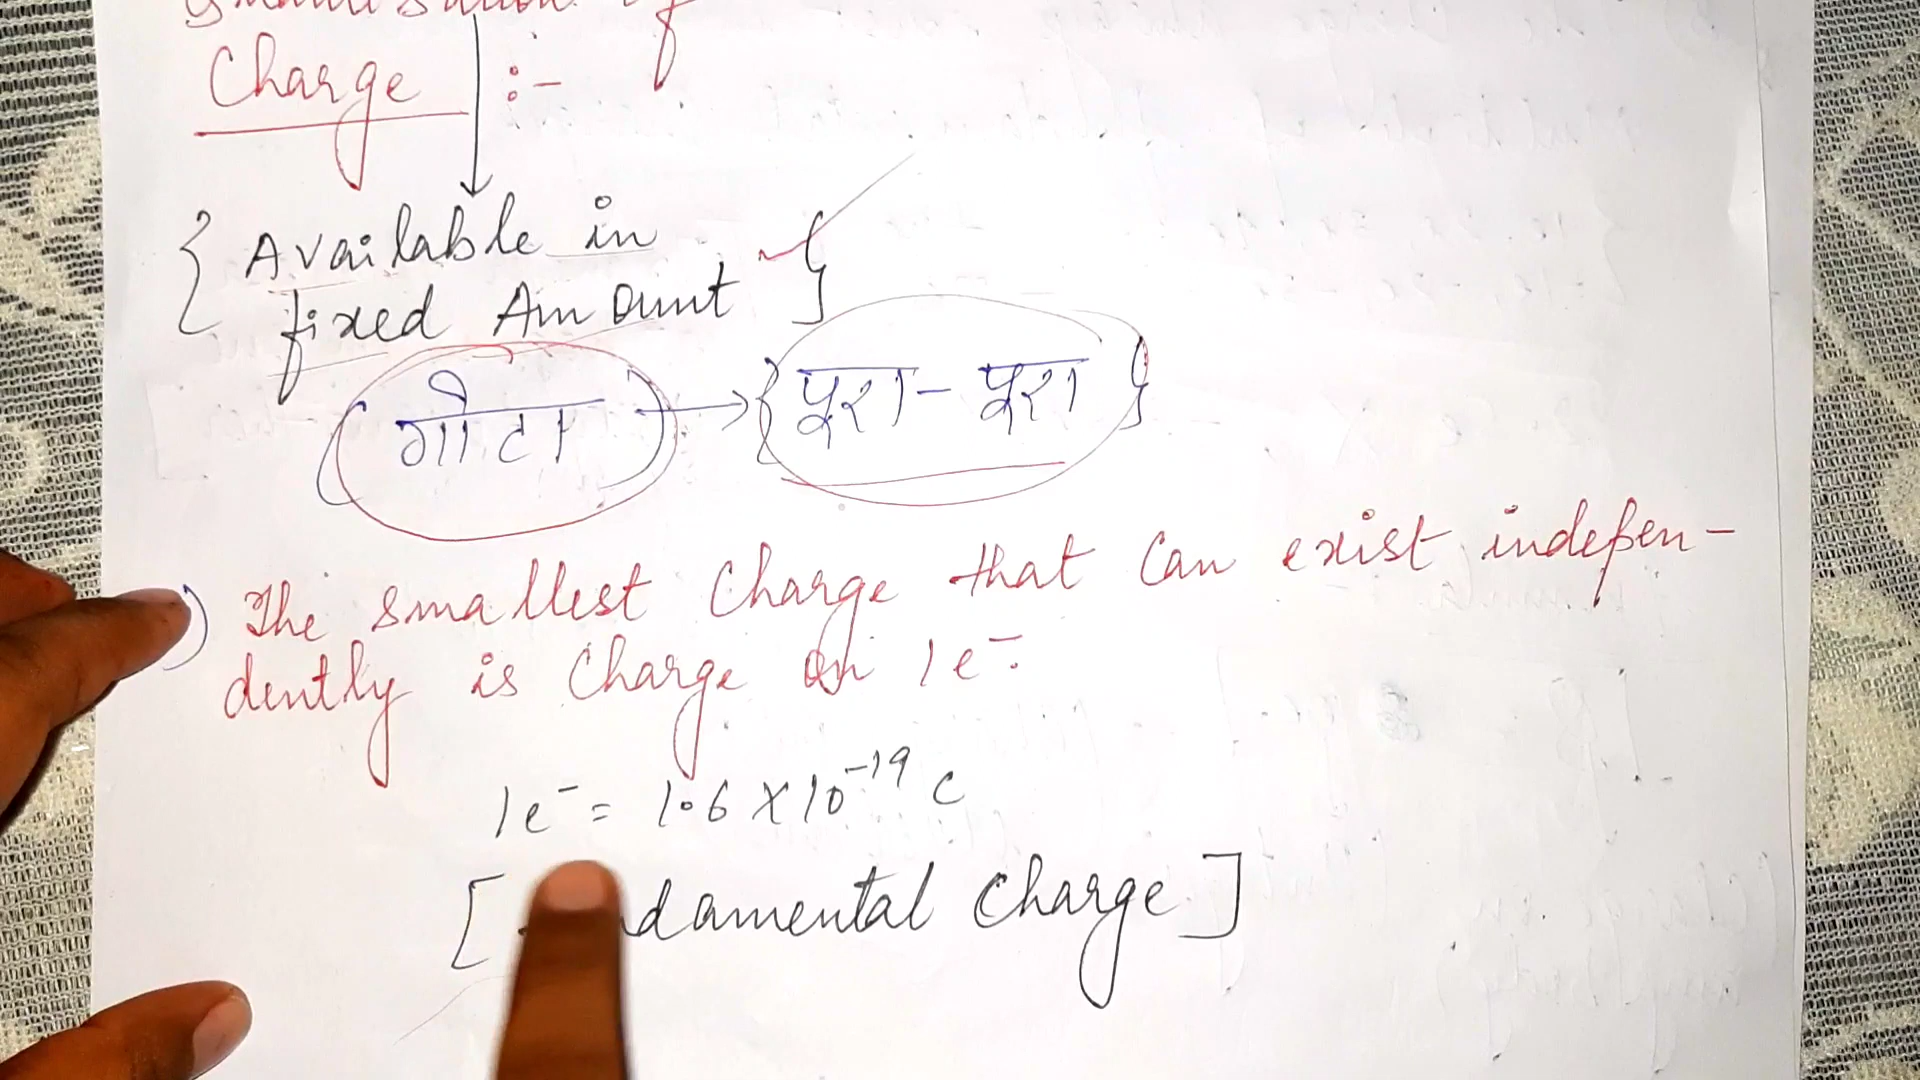 Charge :-
{ Available in
fixed Amount }
(गोटा) → {पूरा - पूरा}
) The smallest Charge that Can exist indepen-
dently is Charge on 1e⁻.
1e⁻ = 1.6 X 10⁻¹⁹ C
[ Charge ]